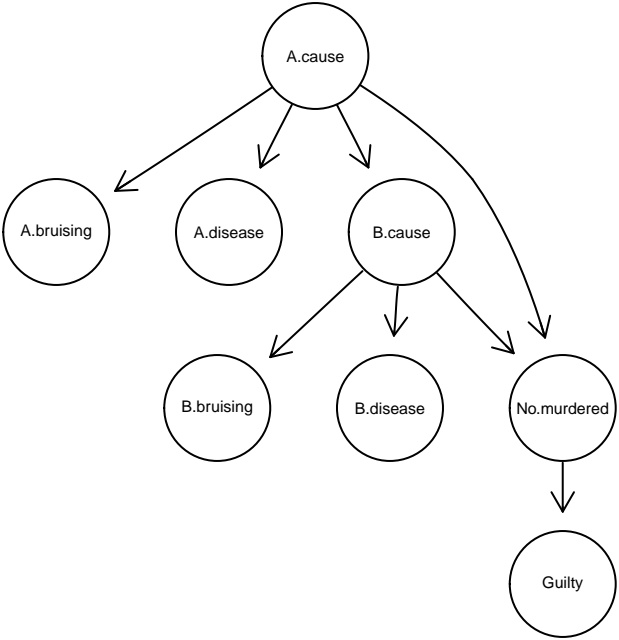 A.cause
A.bruising
A.disease
B.cause
B.bruising
B.disease
No.murdered
Guilty